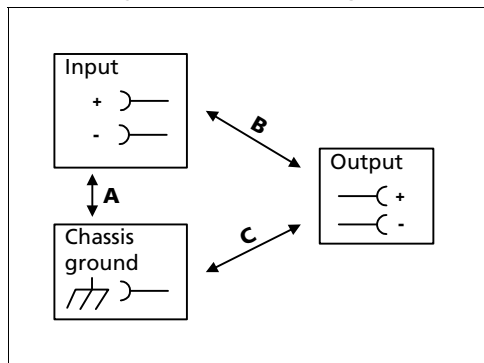 Input
+
-
B
A
Output
+
-
Chassis
ground
C